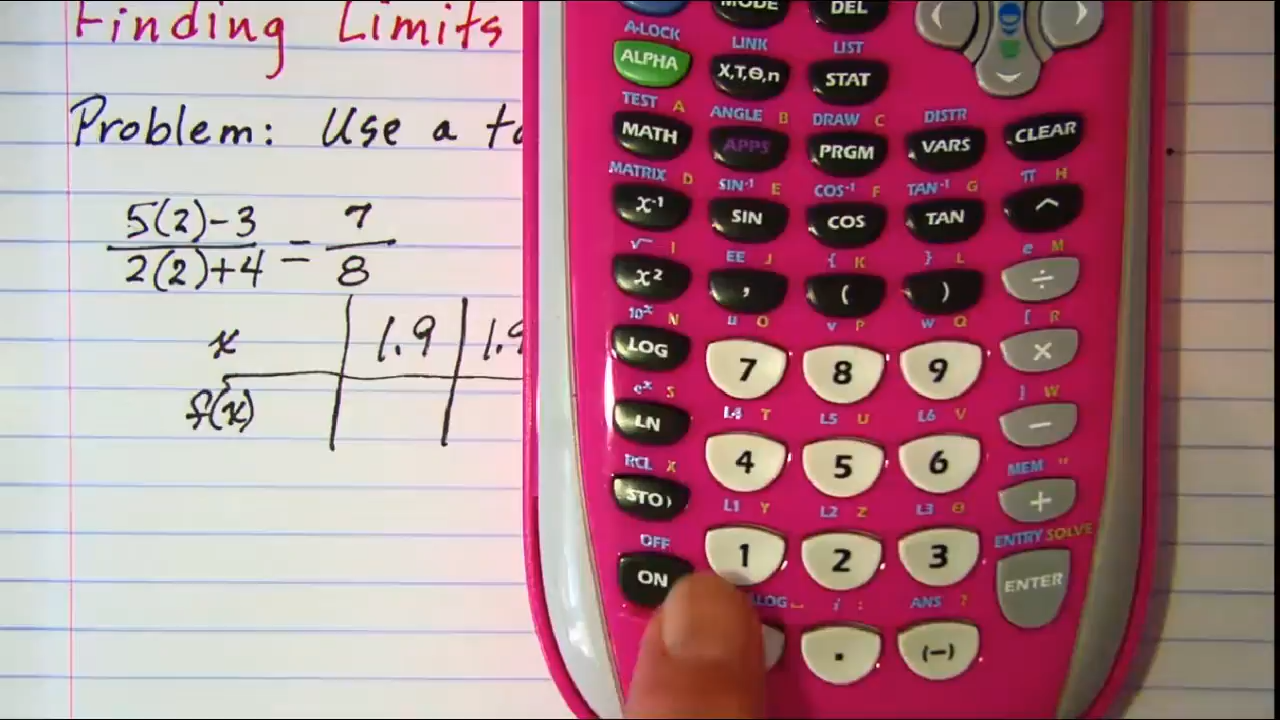 Finding Limits
Problem: Use a
5(2)-3 = 7
2(2)+4 8
x 1.9 1.9
f(x)
MODE DEL
A-LOCK LINK LIST
ALPHA X,T,Θ,n STAT
TEST A ANGLE B DRAW C DISTR
MATH APPS PRGM VARS CLEAR
MATRIX D SIN⁻¹ E COS⁻¹ F TAN⁻¹ G π H
x⁻¹ SIN COS TAN ^
√ I EE J { K } L e M
x² , ( ) ÷
10ˣ N u O v P w Q [ R
LOG 7 8 9 ×
eˣ S L4 T L5 U L6 V ] W
LN 4 5 6 −
RCL X L1 Y L2 Z L3 Θ MEM "
STO› 1 2 3 +
OFF i : ANS ? ENTRY SOLVE
ON . (−) ENTER